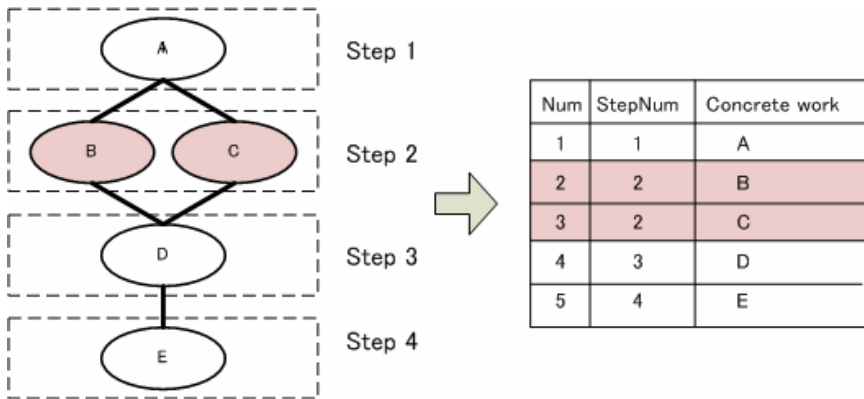 A
Step 1
B
C
Step 2
D
Step 3
E
Step 4
Num StepNum Concrete work
1 1 A
2 2 B
3 2 C
4 3 D
5 4 E